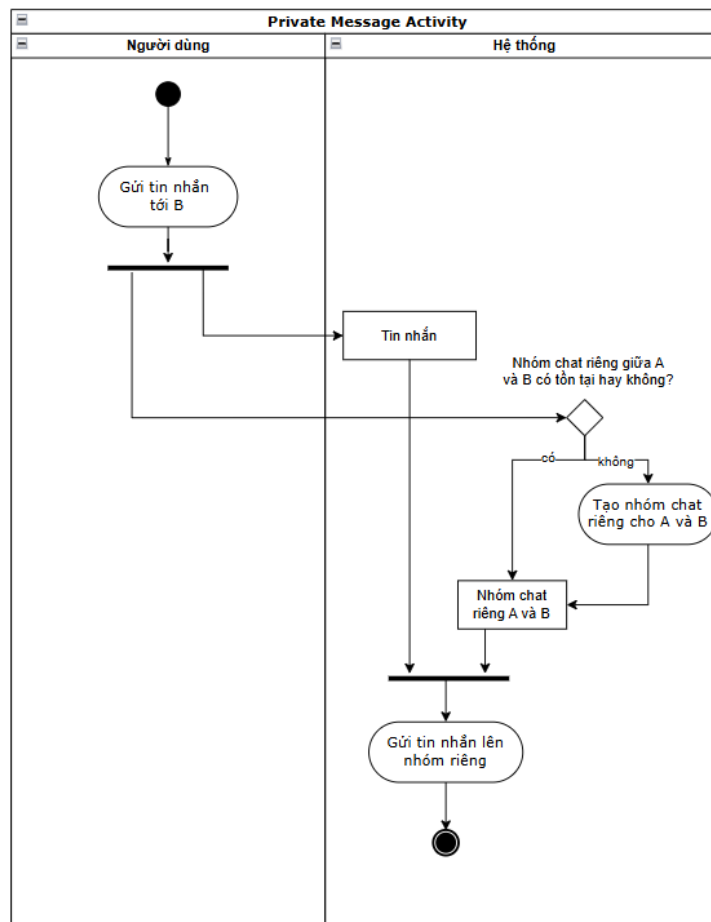 Private Message Activity
Người dùng
Hệ thống
Gửi tin nhắn
tới B
Tin nhắn
Nhóm chat riêng giữa A
và B có tồn tại hay không?
có
không
Tạo nhóm chat
riêng cho A và B
Nhóm chat
riêng A và B
Gửi tin nhắn lên
nhóm riêng